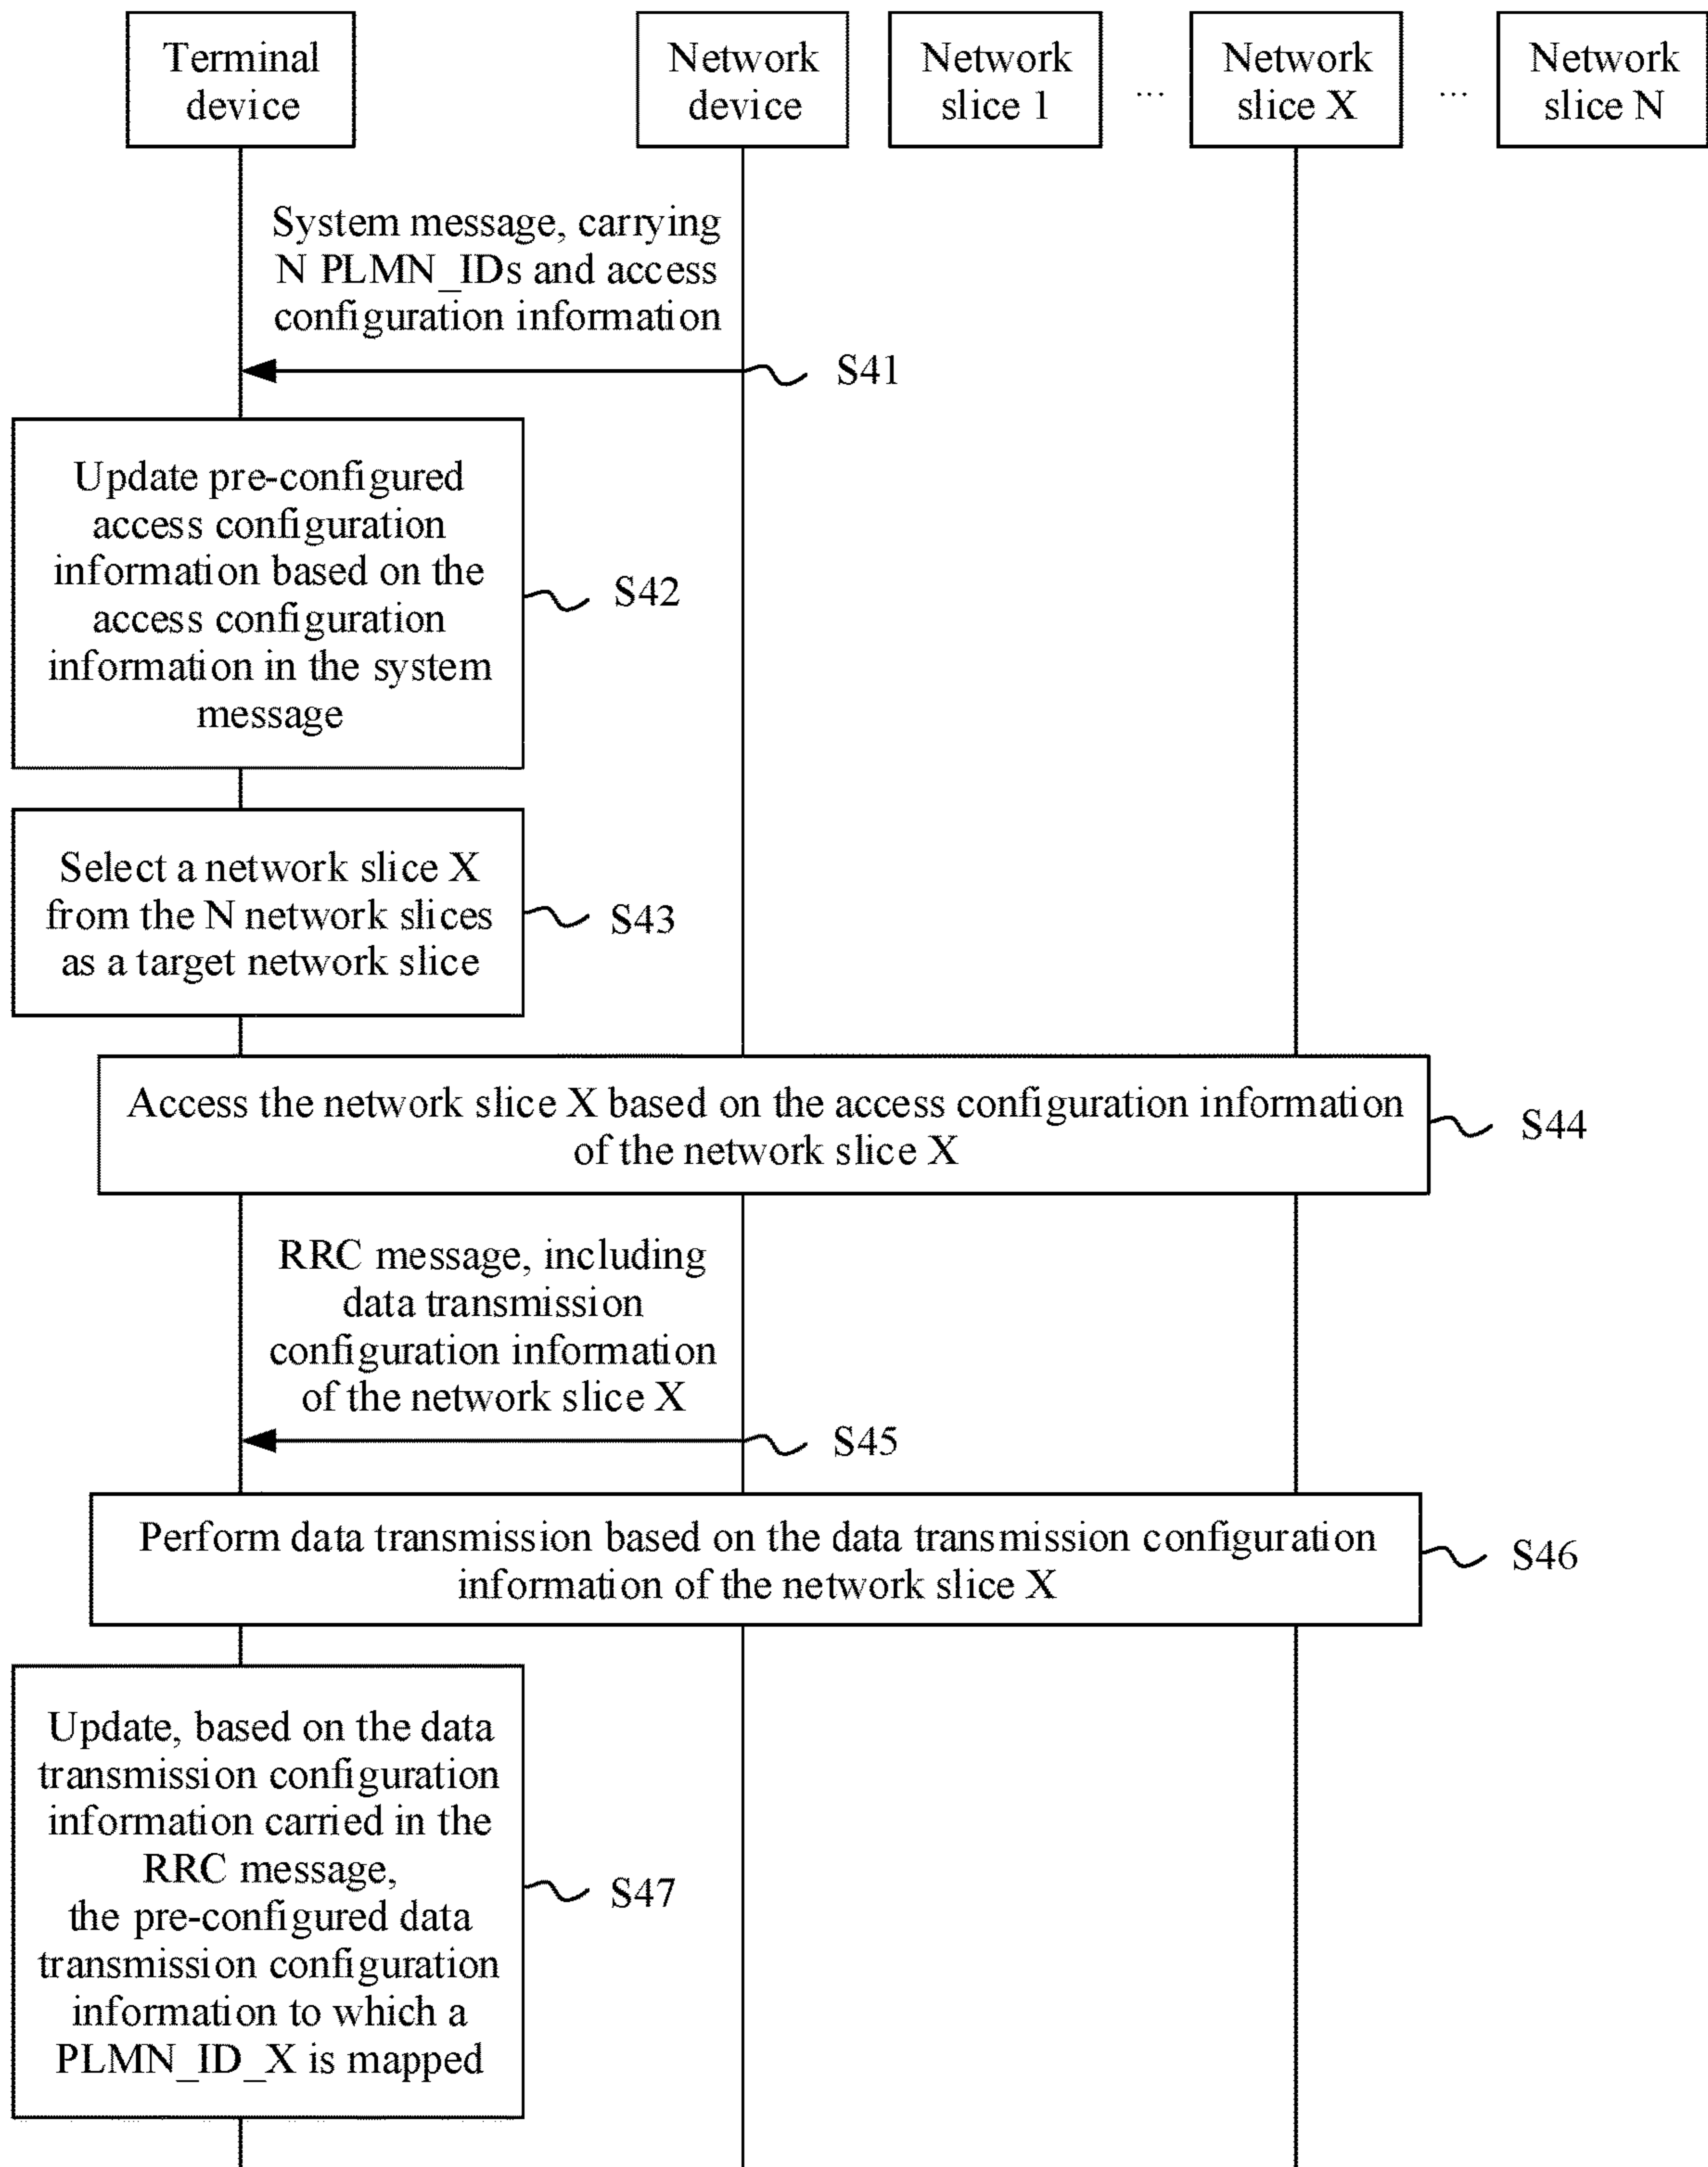 Terminal
device
Network
device
Network
slice 1
...
Network
slice X
...
Network
slice N
System message, carrying
N PLMN_IDs and access
configuration information
S41
Update pre-configured
access configuration
information based on the
access configuration
information in the system
message
S42
Select a network slice X
from the N network slices
as a target network slice
S43
Access the network slice X based on the access configuration information
of the network slice X
S44
RRC message, including
data transmission
configuration information
of the network slice X
S45
Perform data transmission based on the data transmission configuration
information of the network slice X
S46
Update, based on the data
transmission configuration
information carried in the
RRC message,
the pre-configured data
transmission configuration
information to which a
PLMN_ID_X is mapped
S47